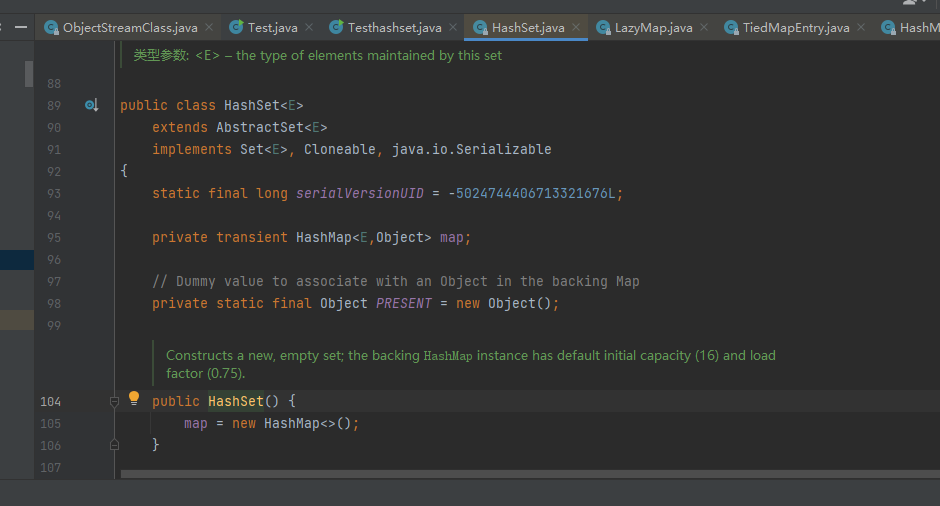 ObjectStreamClass.java Test.java Testhashset.java HashSet.java LazyMap.java TiedMapEntry.java HashM
类型参数: <E> – the type of elements maintained by this set
88
89 public class HashSet<E>
90 extends AbstractSet<E>
91 implements Set<E>, Cloneable, java.io.Serializable
92 {
93 static final long serialVersionUID = -5024744406713321676L;
94
95 private transient HashMap<E,Object> map;
96
97 // Dummy value to associate with an Object in the backing Map
98 private static final Object PRESENT = new Object();
99
Constructs a new, empty set; the backing HashMap instance has default initial capacity (16) and load
factor (0.75).
104 public HashSet() {
105 map = new HashMap<>();
106 }
107